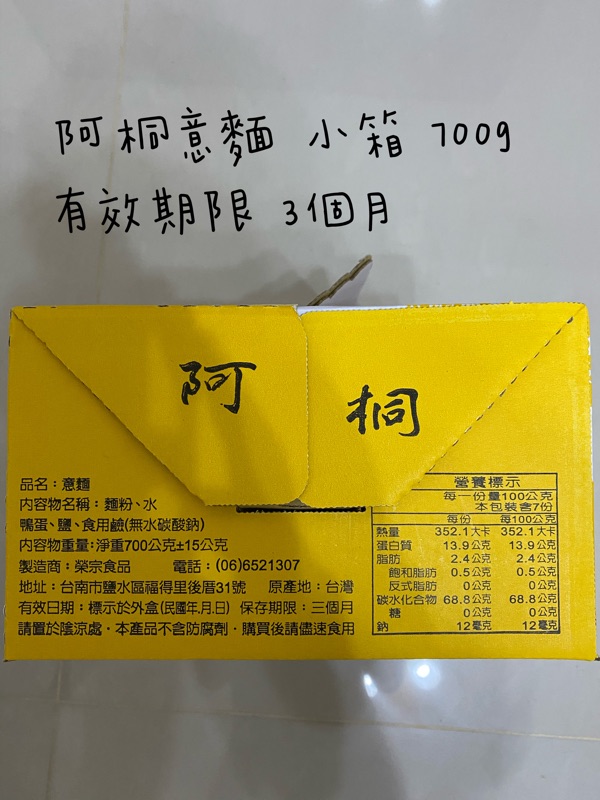 阿桐意麵 小箱 700g
有效期限 3個月
阿桐
品名：意麵
內容物名稱：麵粉、水
鴨蛋、鹽、食用鹼(無水碳酸鈉)
內容物重量：淨重700公克±15公克
製造商：榮宗食品 電話：(06)6521307
地址：台南市鹽水區福得里後厝31號 原產地：台灣
有效日期：標示於外盒(民國年.月.日) 保存期限：三個月
請置於陰涼處．本產品不含防腐劑．購買後請儘速食用
營養標示
每一份量100公克
本包裝含7份
每份 每100公克
熱量 352.1大卡 352.1大卡
蛋白質 13.9公克 13.9公克
脂肪 2.4公克 2.4公克
飽和脂肪 0.5公克 0.5公克
反式脂肪 0公克 0公克
碳水化合物 68.8公克 68.8公克
糖 0公克 0公克
鈉 12毫克 12毫克